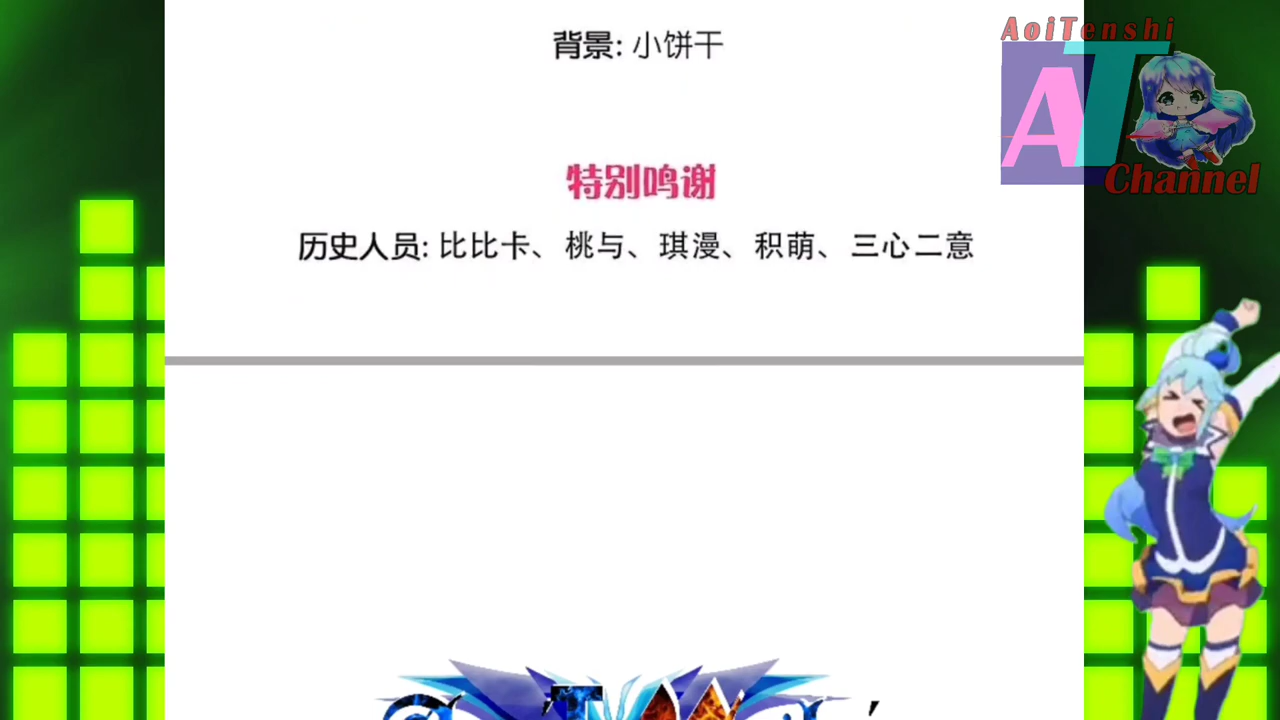 背景: 小饼干
AoiTenshi
AT
Channel
特别鸣谢
历史人员: 比比卡、桃与、琪漫、积萌、三心二意